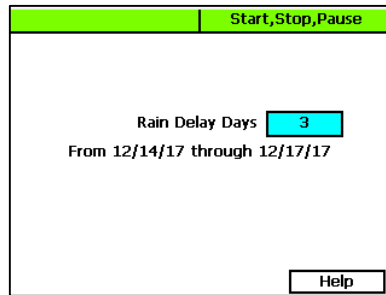 Start,Stop,Pause
Rain Delay Days 3
From 12/14/17 through 12/17/17
Help